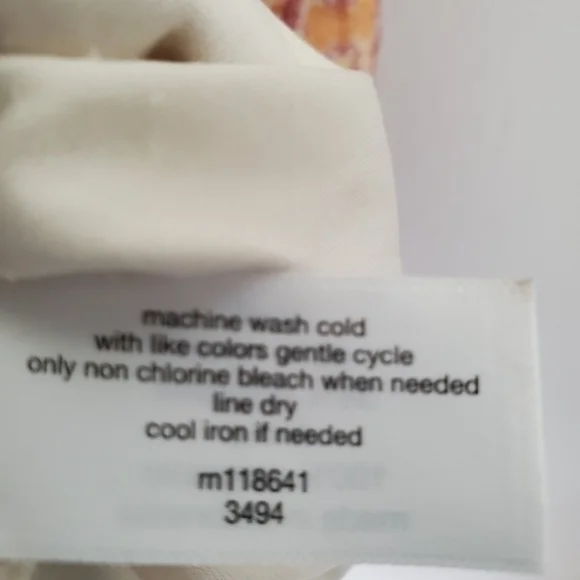 machine wash cold
with like colors gentle cycle
only non chlorine bleach when needed
line dry
cool iron if needed
m118641
3494